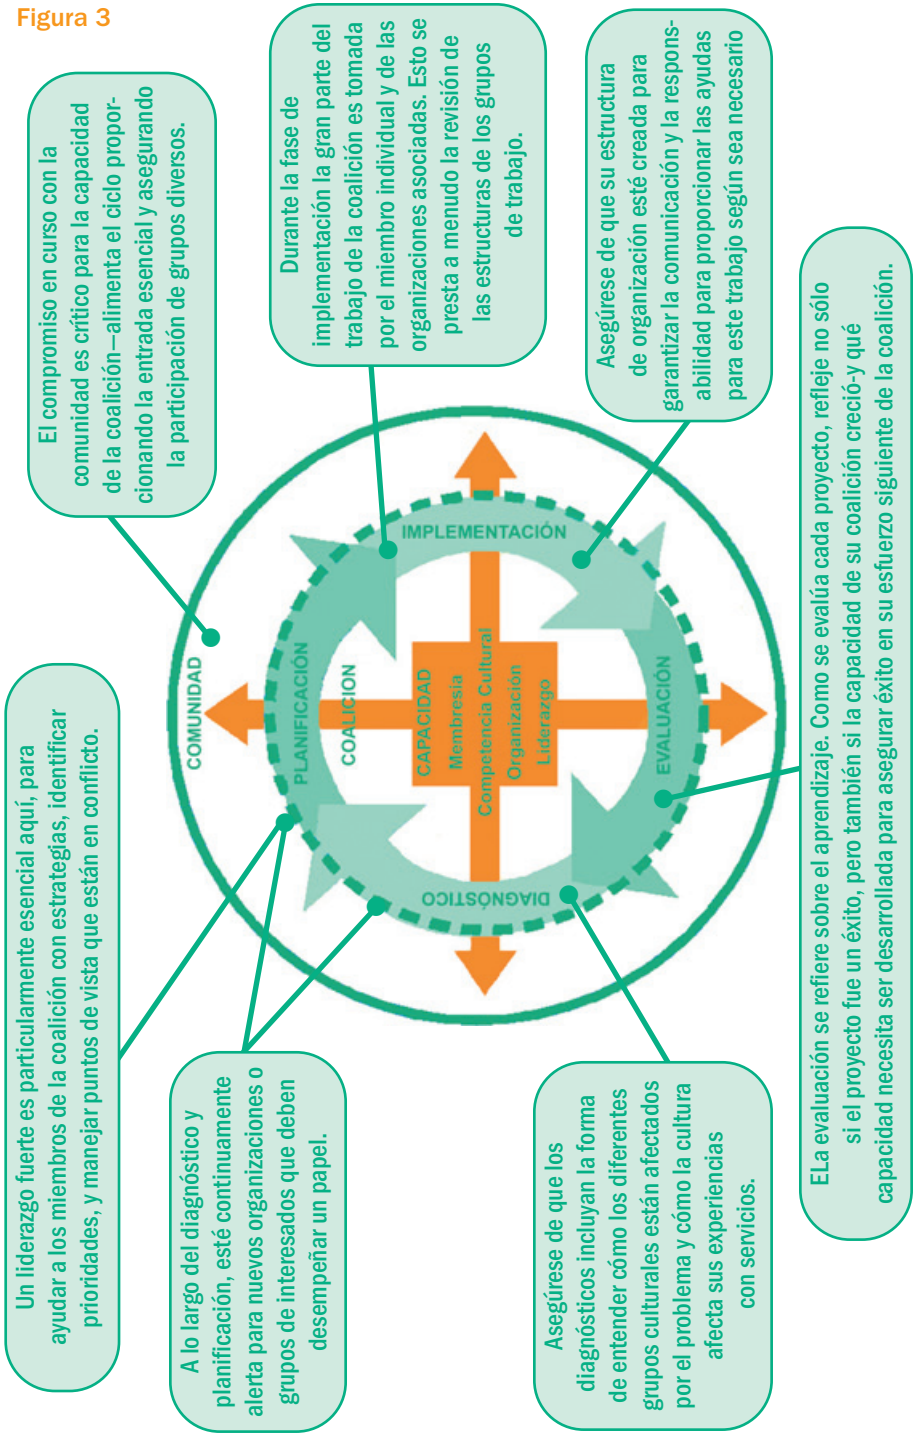 Figura 3
Un liderazgo fuerte es particularmente esencial aquí, para
ayudar a los miembros de la coalición con estrategias, identificar
prioridades, y manejar puntos de vista que están en conflicto.
El compromiso en curso con la
comunidad es crítico para la capacidad
de la coalición—alimenta el ciclo propor-
cionando la entrada esencial y asegurando
la participación de grupos diversos.
A lo largo del diagnóstico y
planificación, esté continuamente
alerta para nuevos organizaciones o
grupos de interesados que deben
desempeñar un papel.
Durante la fase de
implementación la gran parte del
trabajo de la coalición es tomada
por el miembro individual y de las
organizaciones asociadas. Esto se
presta a menudo la revisión de
las estructuras de los grupos
de trabajo.
COMUNIDAD
PLANIFICACIÓN
COALICION
DIAGNÓSTICO
CAPACIDAD
Membresia
Competencia Cultural
Organización
Liderazgo
IMPLEMENTACIÓN
EVALUACIÓN
Asegúrese de que los
diagnósticos incluyan la forma
de entender cómo los diferentes
grupos culturales están afectados
por el problema y cómo la cultura
afecta sus experiencias
con servicios.
Asegúrese de que su estructura
de organización esté creada para
garantizar la comunicación y la respons-
abilidad para proporcionar las ayudas
para este trabajo según sea necesario
ELa evaluación se refiere sobre el aprendizaje. Como se evalúa cada proyecto, refleje no sólo
si el proyecto fue un éxito, pero también si la capacidad de su coalición creció-y qué
capacidad necesita ser desarrollada para asegurar éxito en su esfuerzo siguiente de la coalición.